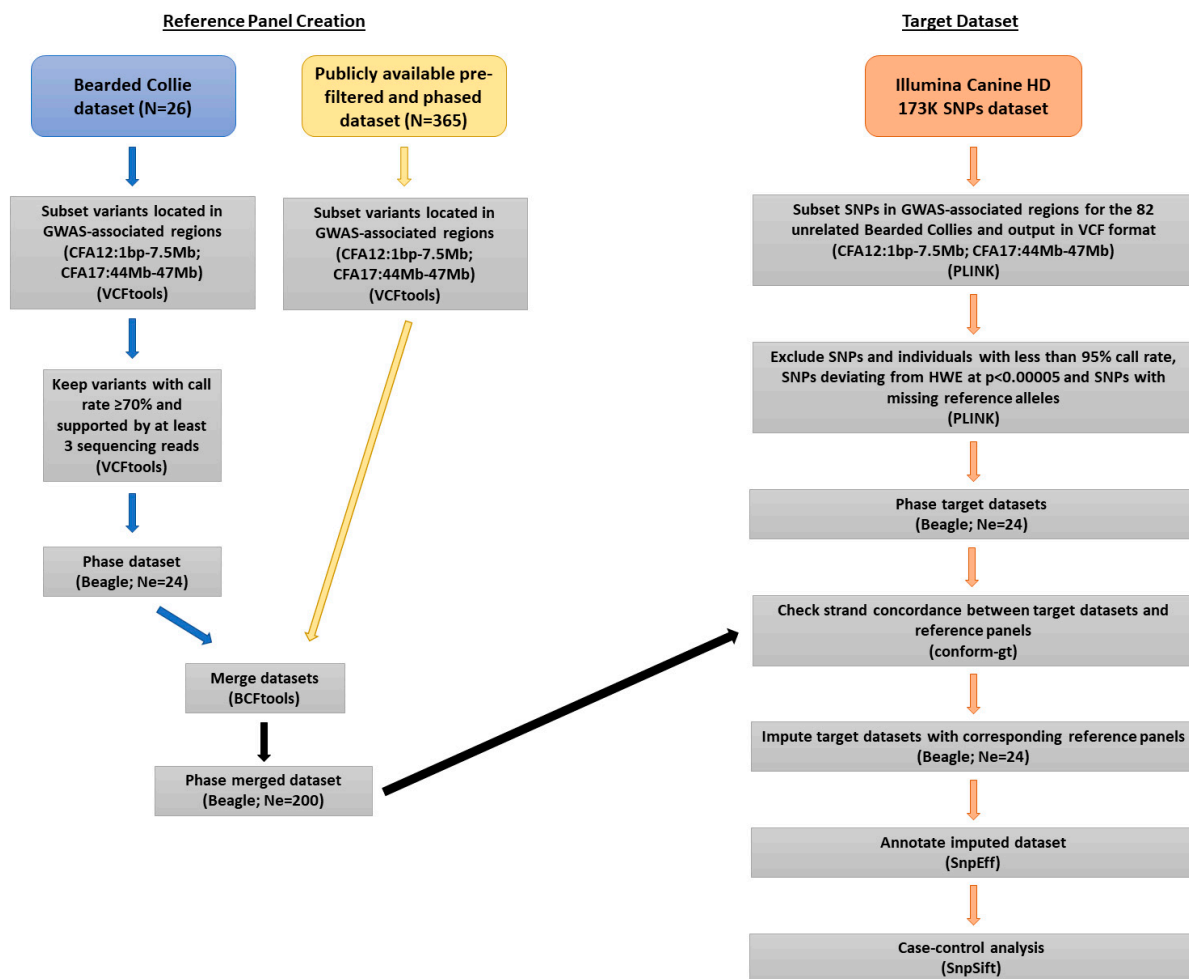 Reference Panel Creation
Bearded Collie
dataset (N=26)
Publicly available pre-
filtered and phased
dataset (N=365)
Subset variants located in
GWAS-associated regions
(CFA12:1bp-7.5Mb;
CFA17:44Mb-47Mb)
(VCFtools)
Subset variants located in
GWAS-associated regions
(CFA12:1bp-7.5Mb;
CFA17:44Mb-47Mb)
(VCFtools)
Keep variants with call
rate ≥70% and
supported by at least
3 sequencing reads
(VCFtools)
Phase dataset
(Beagle; Ne=24)
Merge datasets
(BCFtools)
Phase merged dataset
(Beagle; Ne=200)
Target Dataset
Illumina Canine HD
173K SNPs dataset
Subset SNPs in GWAS-associated regions for the 82
unrelated Bearded Collies and output in VCF format
(CFA12:1bp-7.5Mb; CFA17:44Mb-47Mb)
(PLINK)
Exclude SNPs and individuals with less than 95% call rate,
SNPs deviating from HWE at p<0.00005 and SNPs with
missing reference alleles
(PLINK)
Phase target datasets
(Beagle; Ne=24)
Check strand concordance between target datasets and
reference panels
(conform-gt)
Impute target datasets with corresponding reference panels
(Beagle; Ne=24)
Annotate imputed dataset
(SnpEff)
Case-control analysis
(SnpSift)